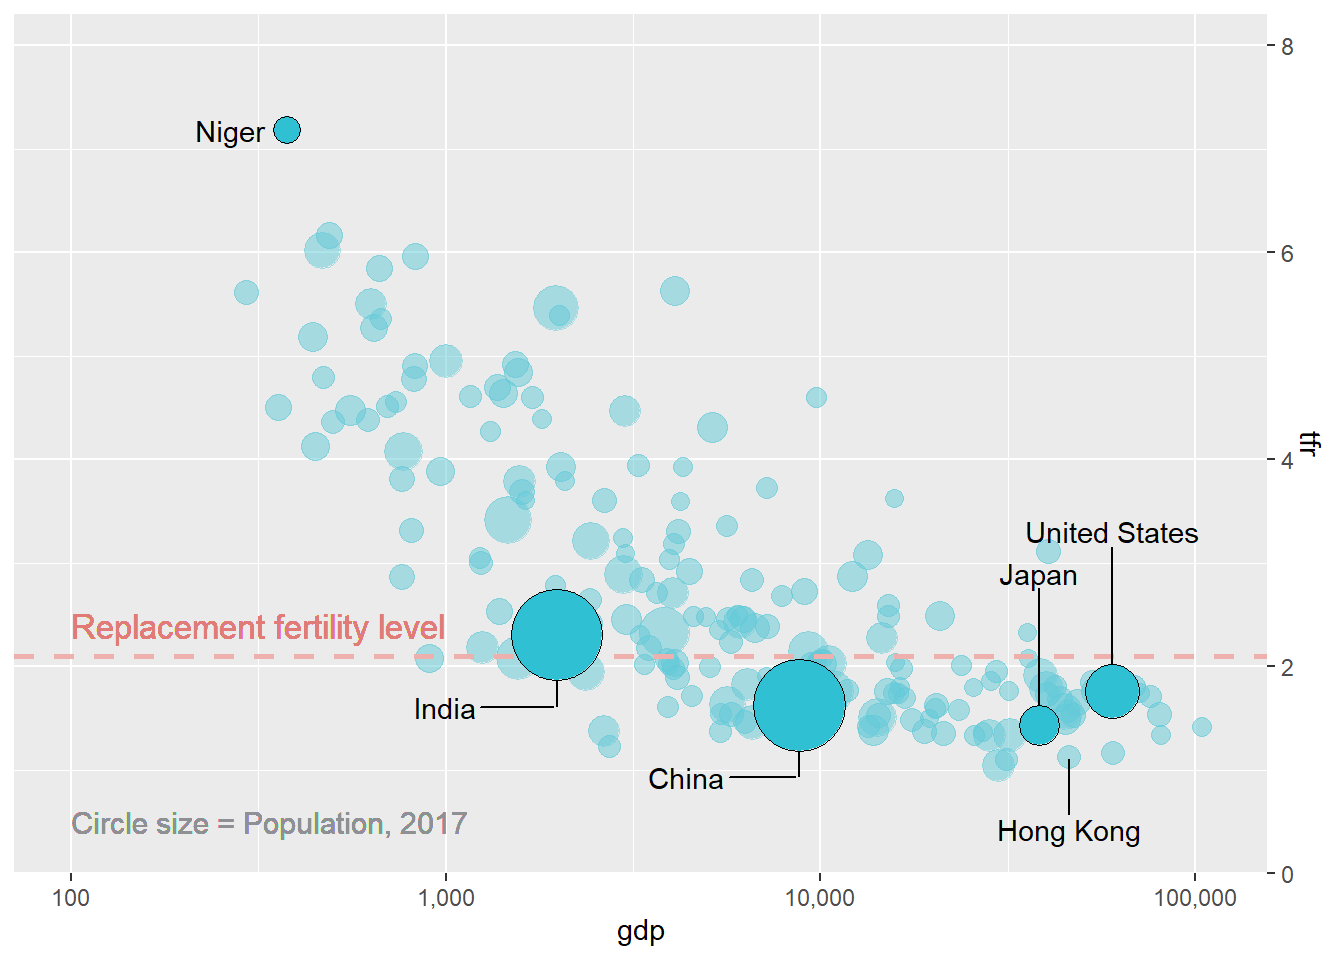 8
Niger
6
4
tfr
United States
Japan
Replacement fertility level
2
India
China
Circle size = Population, 2017
Hong Kong
0
100
1,000
10,000
100,000
gdp